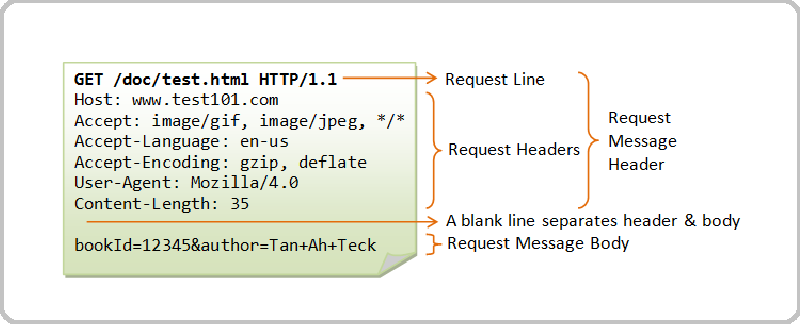 GET /doc/test.html HTTP/1.1
Host: www.test101.com
Accept: image/gif, image/jpeg, */*
Accept-Language: en-us
Accept-Encoding: gzip, deflate
User-Agent: Mozilla/4.0
Content-Length: 35
bookId=12345&author=Tan+Ah+Teck
Request Line
Request Headers
A blank line separates header & body
Request Message Body
Request
Message
Header